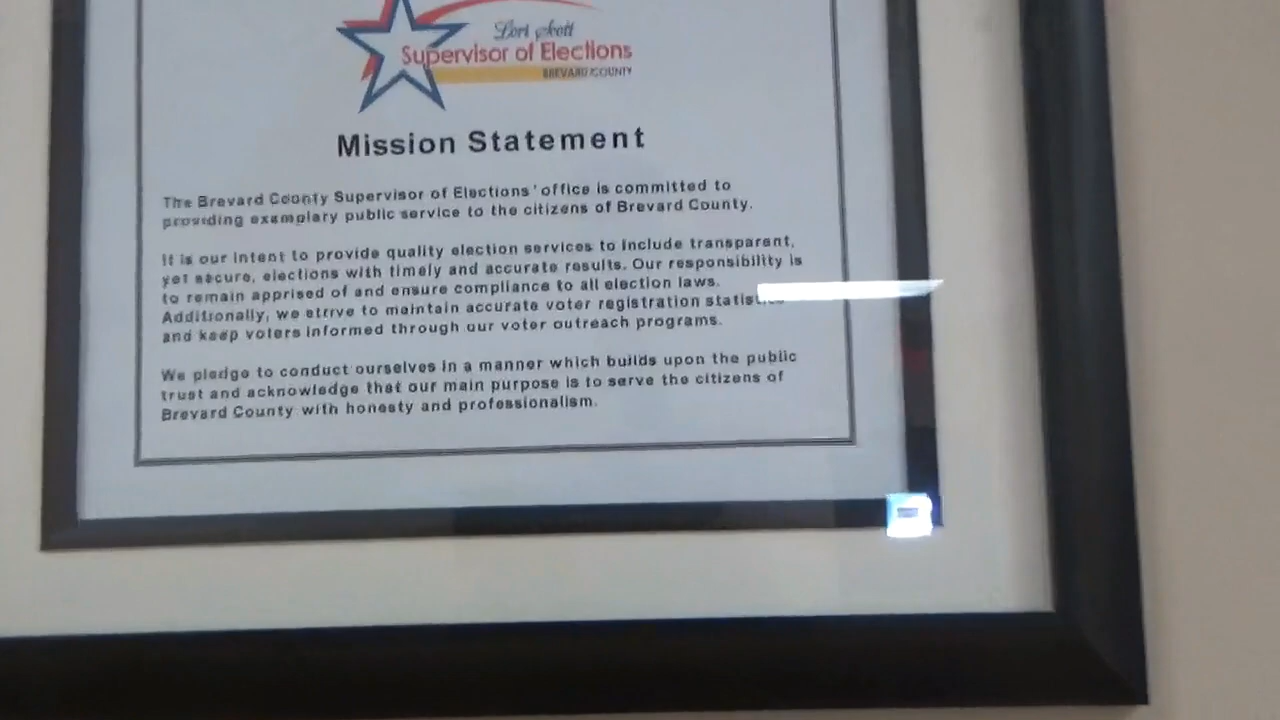 Lori Scott
Supervisor of Elections
BREVARD COUNTY
Mission Statement
The Brevard County Supervisor of Elections' office is committed to
providing exemplary public service to the citizens of Brevard County.
It is our intent to provide quality election services to include transparent,
yet secure, elections with timely and accurate results. Our responsibility is
to remain apprised of and ensure compliance to all election laws.
Additionally, we strive to maintain accurate voter registration statistics
and keep voters informed through our voter outreach programs.
We pledge to conduct ourselves in a manner which builds upon the public
trust and acknowledge that our main purpose is to serve the citizens of
Brevard County with honesty and professionalism.